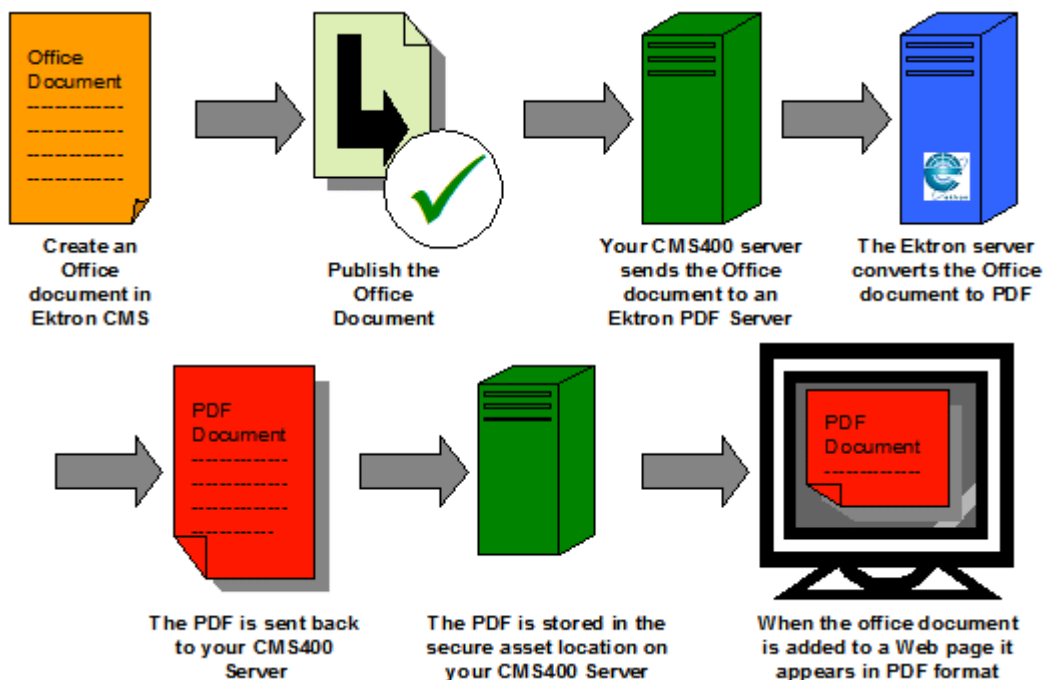 Office
Document
Create an
Office
document in
Ektron CMS
Publish the
Office
Document
Your CMS400 server
sends the Office
document to an
Ektron PDF Server
The Ektron server
converts the Office
document to PDF
PDF
Document
The PDF is sent back
to your CMS400
Server
The PDF is stored in the
secure asset location on
your CMS400 Server
PDF
Document
When the office document
is added to a Web page it
appears in PDF format